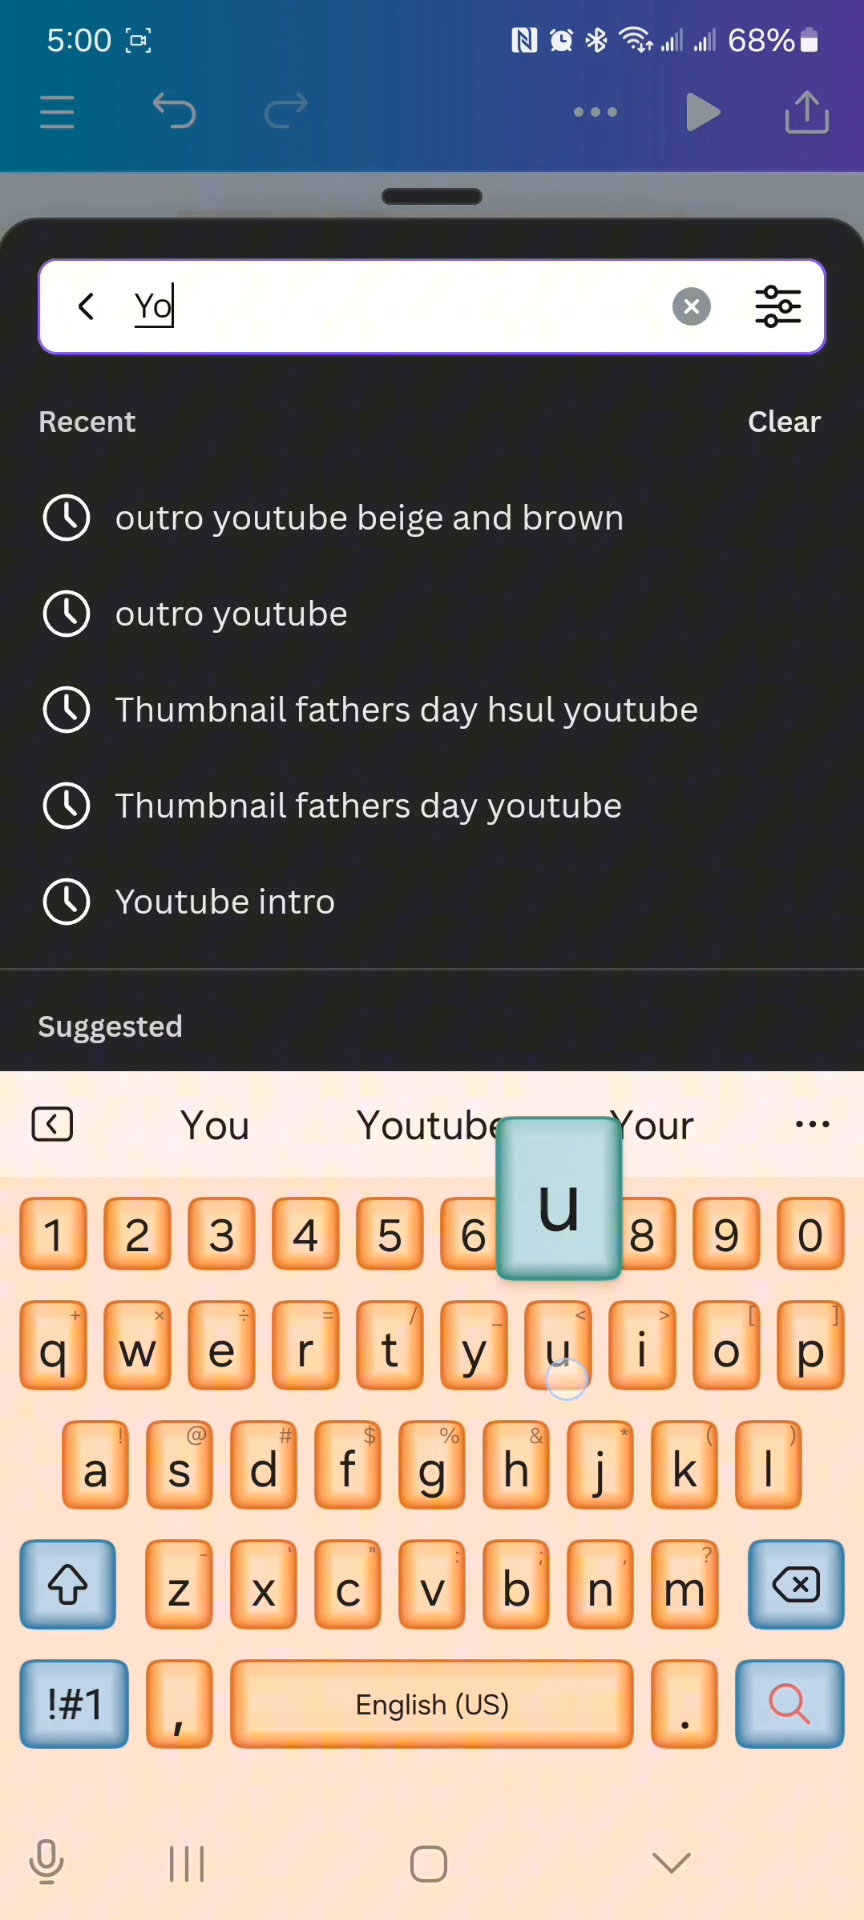 5:00 68%
Yo
Recent Clear
outro youtube beige and brown
outro youtube
Thumbnail fathers day hsul youtube
Thumbnail fathers day youtube
Youtube intro
Suggested
You Youtube Your
u
1 2 3 4 5 6 8 9 0
+ × ÷ = / _ < > [ ]
q w e r t y u i o p
! @ # $ % & * ( )
a s d f g h j k l
- ' " : ; , ?
z x c v b n m
!#1 , English (US) .